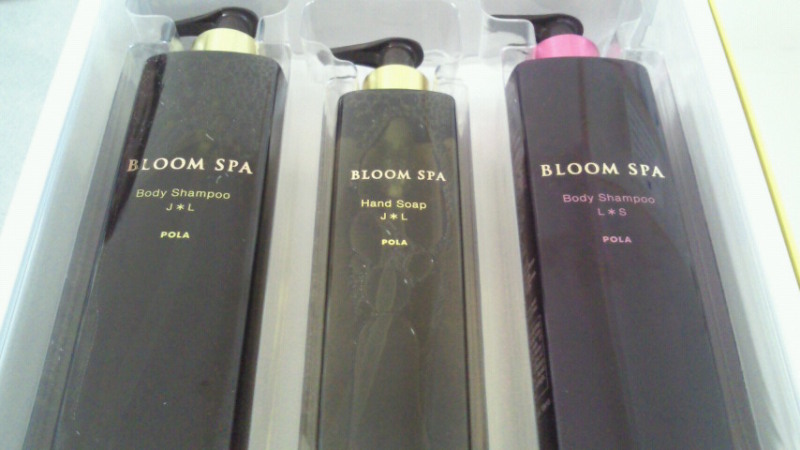 BLOOM SPA
Body Shampoo
J*L
POLA
BLOOM SPA
Hand Soap
J*L
POLA
BLOOM SPA
Body Shampoo
L*S
POLA